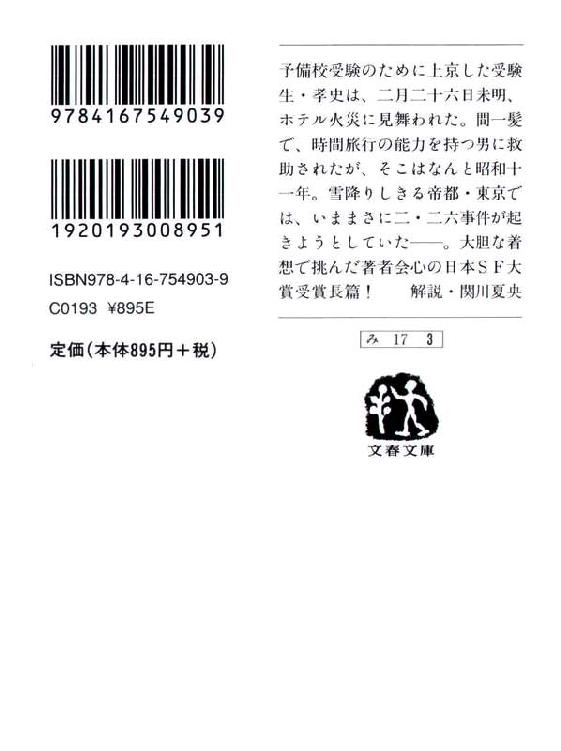 9784167549039
1920193008951
ISBN978-4-16-754903-9
C0193 ¥895E
定価(本体895円+税)
予備校受験のために上京した受験
生・孝史は、二月二十六日未明、
ホテル火災に見舞われた。間一髪
で、時間旅行の能力を持つ男に救
助されたが、そこはなんと昭和十
一年。雪降りしきる帝都・東京で
は、いままさに二・二六事件が起
きようとしていた──。大胆な着
想で挑んだ著者会心の日本SF大
賞受賞長篇! 解説・関川夏央
み 17 3
文春文庫